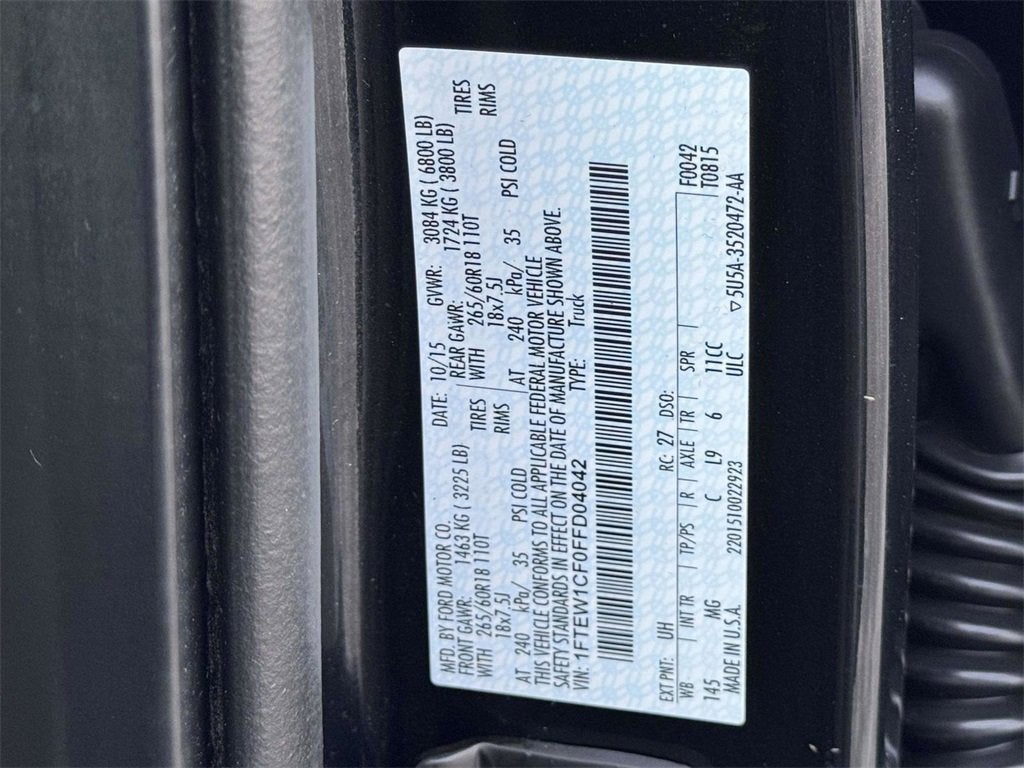 MFD. BY FORD MOTOR CO. DATE: 10/15 GVWR: 3084 KG ( 6800 LB)
FRONT GAWR: 1463 KG ( 3225 LB) REAR GAWR: 1724 KG ( 3800 LB)
WITH 265/60R18 110T TIRES WITH 265/60R18 110T TIRES
18x7.5J RIMS 18x7.5J RIMS
AT 240 kPa/ 35 PSI COLD AT 240 kPa/ 35 PSI COLD
THIS VEHICLE CONFORMS TO ALL APPLICABLE FEDERAL MOTOR VEHICLE
SAFETY STANDARDS IN EFFECT ON THE DATE OF MANUFACTURE SHOWN ABOVE.
VIN: 1FTEW1CF0FFD04042 TYPE: Truck
EXT PNT: UH RC: 27 DSO: F0042
WB INT TR TP/PS R AXLE TR SPR T0815
145 MG C L9 6 11CC
MADE IN U.S.A. 2201510022923 ULC 5U5A-3520472-AA